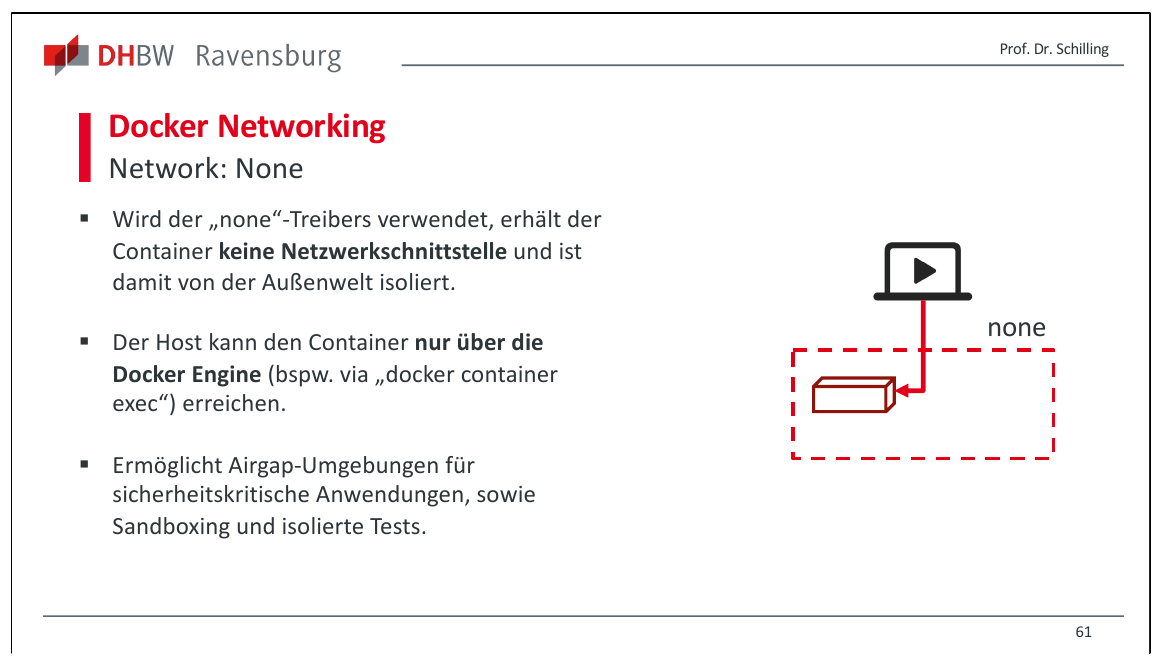 DHBW Ravensburg
Prof. Dr. Schilling
Docker Networking
Network: None
▪ Wird der „none“-Treibers verwendet, erhält der
Container keine Netzwerkschnittstelle und ist
damit von der Außenwelt isoliert.
▪ Der Host kann den Container nur über die
Docker Engine (bspw. via „docker container
exec“) erreichen.
▪ Ermöglicht Airgap-Umgebungen für
sicherheitskritische Anwendungen, sowie
Sandboxing und isolierte Tests.
none
61